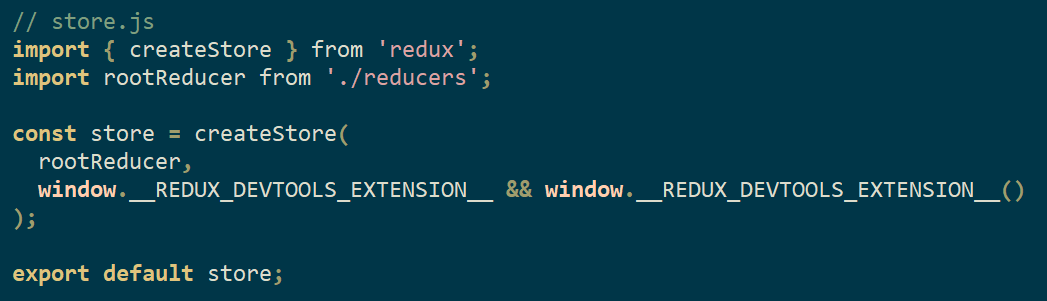 // store.js
import { createStore } from 'redux';
import rootReducer from './reducers';
const store = createStore(
rootReducer,
window.__REDUX_DEVTOOLS_EXTENSION__ && window.__REDUX_DEVTOOLS_EXTENSION__()
);
export default store;